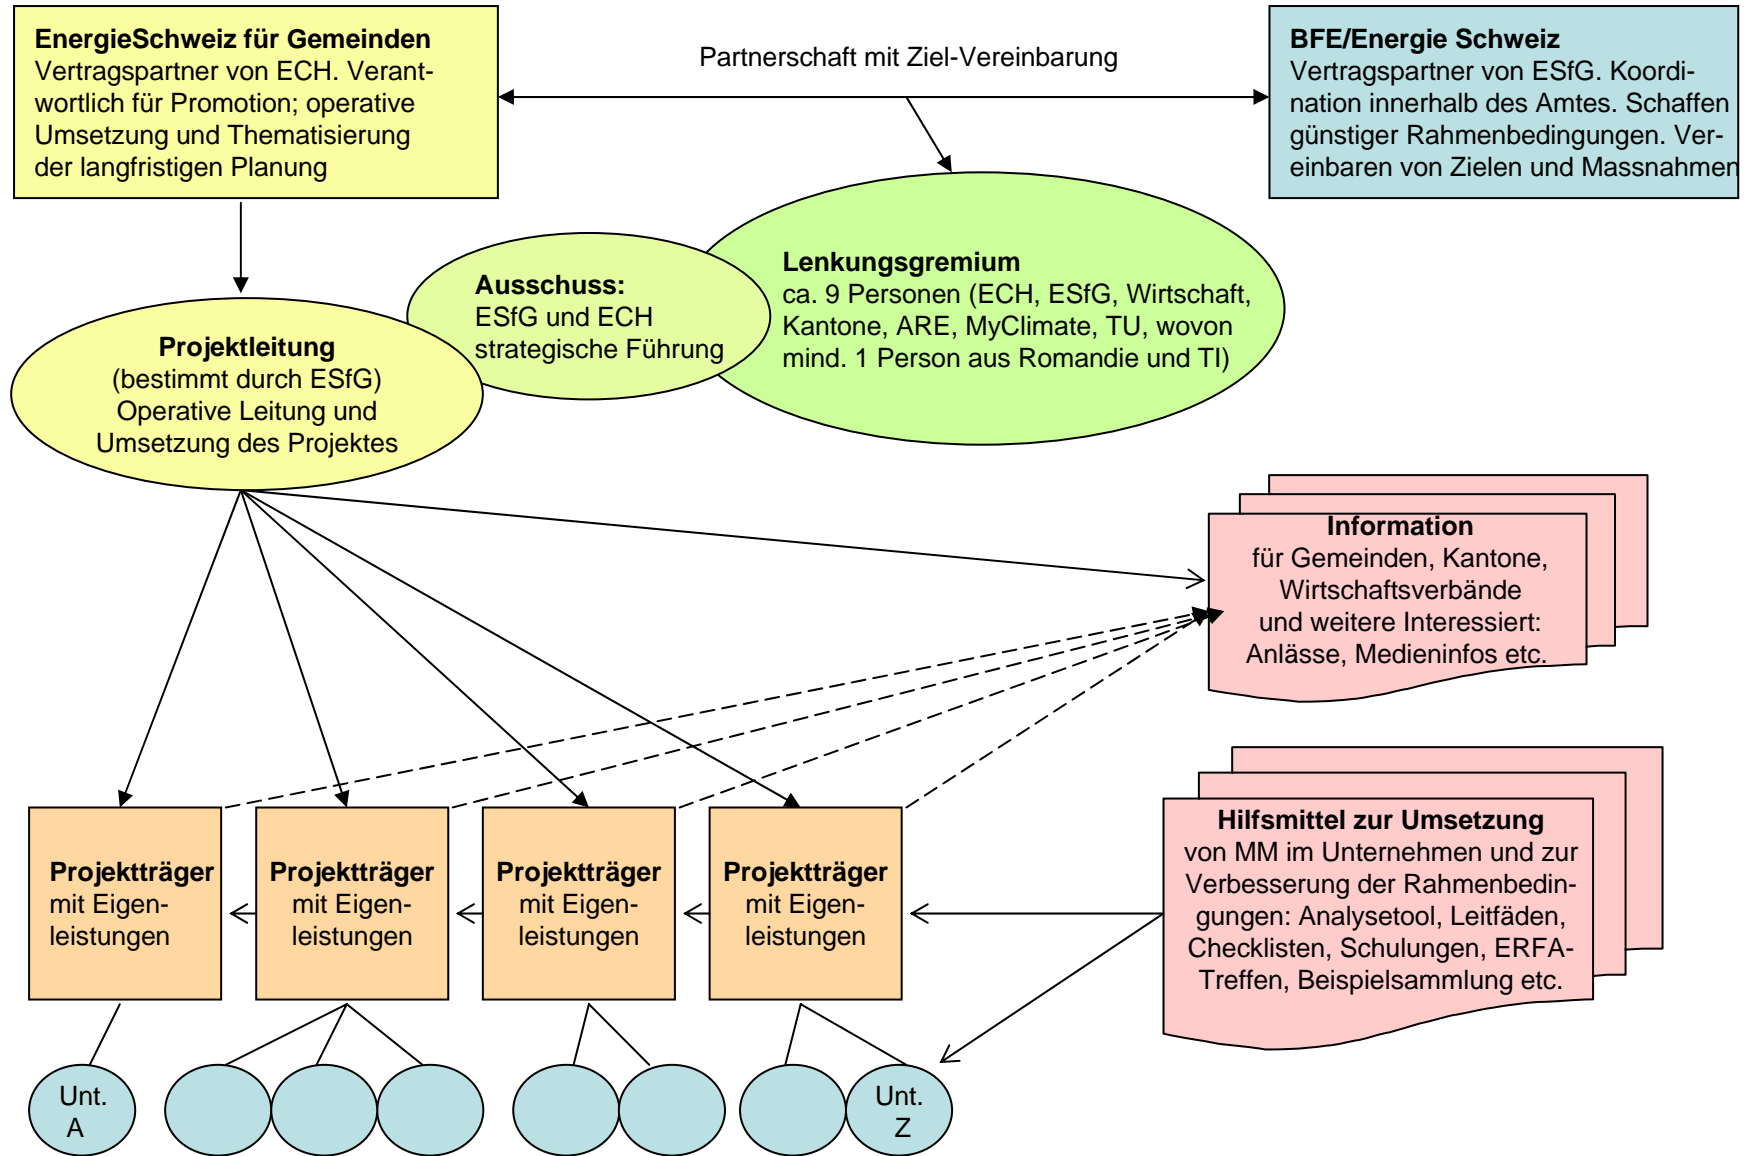 EnergieSchweiz für Gemeinden
Vertragspartner von ECH. Verant-
wortlich für Promotion; operative
Umsetzung und Thematisierung
der langfristigen Planung
Partnerschaft mit Ziel-Vereinbarung
BFE/Energie Schweiz
Vertragspartner von ESfG. Koordi-
nation innerhalb des Amtes. Schaffen
günstiger Rahmenbedingungen. Ver-
einbaren von Zielen und Massnahmen
Lenkungsgremium
ca. 9 Personen (ECH, ESfG, Wirtschaft,
Kantone, ARE, MyClimate, TU, wovon
mind. 1 Person aus Romandie und TI)
Ausschuss:
ESfG und ECH
strategische Führung
Projektleitung
(bestimmt durch ESfG)
Operative Leitung und
Umsetzung des Projektes
Information
für Gemeinden, Kantone,
Wirtschaftsverbände
und weitere Interessiert:
Anlässe, Medieninfos etc.
Hilfsmittel zur Umsetzung
von MM im Unternehmen und zur
Verbesserung der Rahmenbedin-
gungen: Analysetool, Leitfäden,
Checklisten, Schulungen, ERFA-
Treffen, Beispielsammlung etc.
Projektträger
mit Eigen-
leistungen
Projektträger
mit Eigen-
leistungen
Projektträger
mit Eigen-
leistungen
Projektträger
mit Eigen-
leistungen
Unt.
A
Unt.
Z